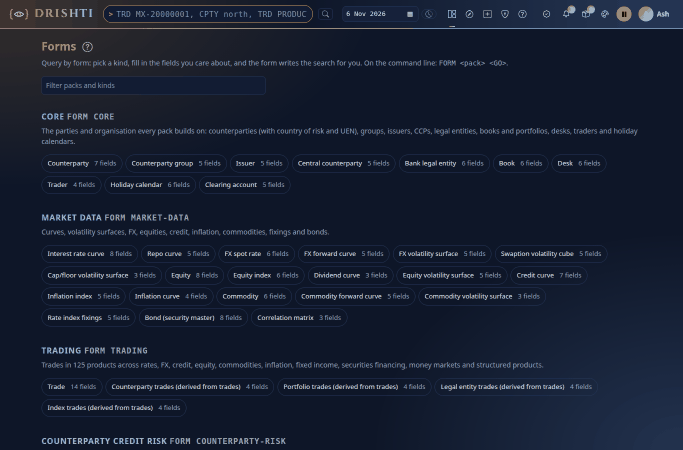 {<o>} DRISHTI
> TRD MX-20000001, CPTY north, TRD PRODUC
6 Nov 2026
Ash
Forms ?
Query by form: pick a kind, fill in the fields you care about, and the form writes the search for you. On the command line: FORM <pack> <GO>.
Filter packs and kinds
CORE FORM CORE
The parties and organisation every pack builds on: counterparties (with country of risk and UEN), groups, issuers, CCPs, legal entities, books and portfolios, desks, traders and holiday
calendars.
Counterparty 7 fields Counterparty group 5 fields Issuer 5 fields Central counterparty 5 fields Bank legal entity 6 fields Book 6 fields Desk 6 fields
Trader 4 fields Holiday calendar 6 fields Clearing account 5 fields
MARKET DATA FORM MARKET-DATA
Curves, volatility surfaces, FX, equities, credit, inflation, commodities, fixings and bonds.
Interest rate curve 8 fields Repo curve 5 fields FX spot rate 6 fields FX forward curve 5 fields FX volatility surface 5 fields Swaption volatility cube 5 fields
Cap/floor volatility surface 3 fields Equity 8 fields Equity index 6 fields Dividend curve 3 fields Equity volatility surface 5 fields Credit curve 7 fields
Inflation index 5 fields Inflation curve 4 fields Commodity 6 fields Commodity forward curve 5 fields Commodity volatility surface 3 fields
Rate index fixings 5 fields Bond (security master) 8 fields Correlation matrix 3 fields
TRADING FORM TRADING
Trades in 125 products across rates, FX, credit, equity, commodities, inflation, fixed income, securities financing, money markets and structured products.
Trade 14 fields Counterparty trades (derived from trades) 4 fields Portfolio trades (derived from trades) 4 fields Legal entity trades (derived from trades) 4 fields
Index trades (derived from trades) 4 fields
COUNTERPARTY CREDIT RISK FORM COUNTERPARTY-RISK